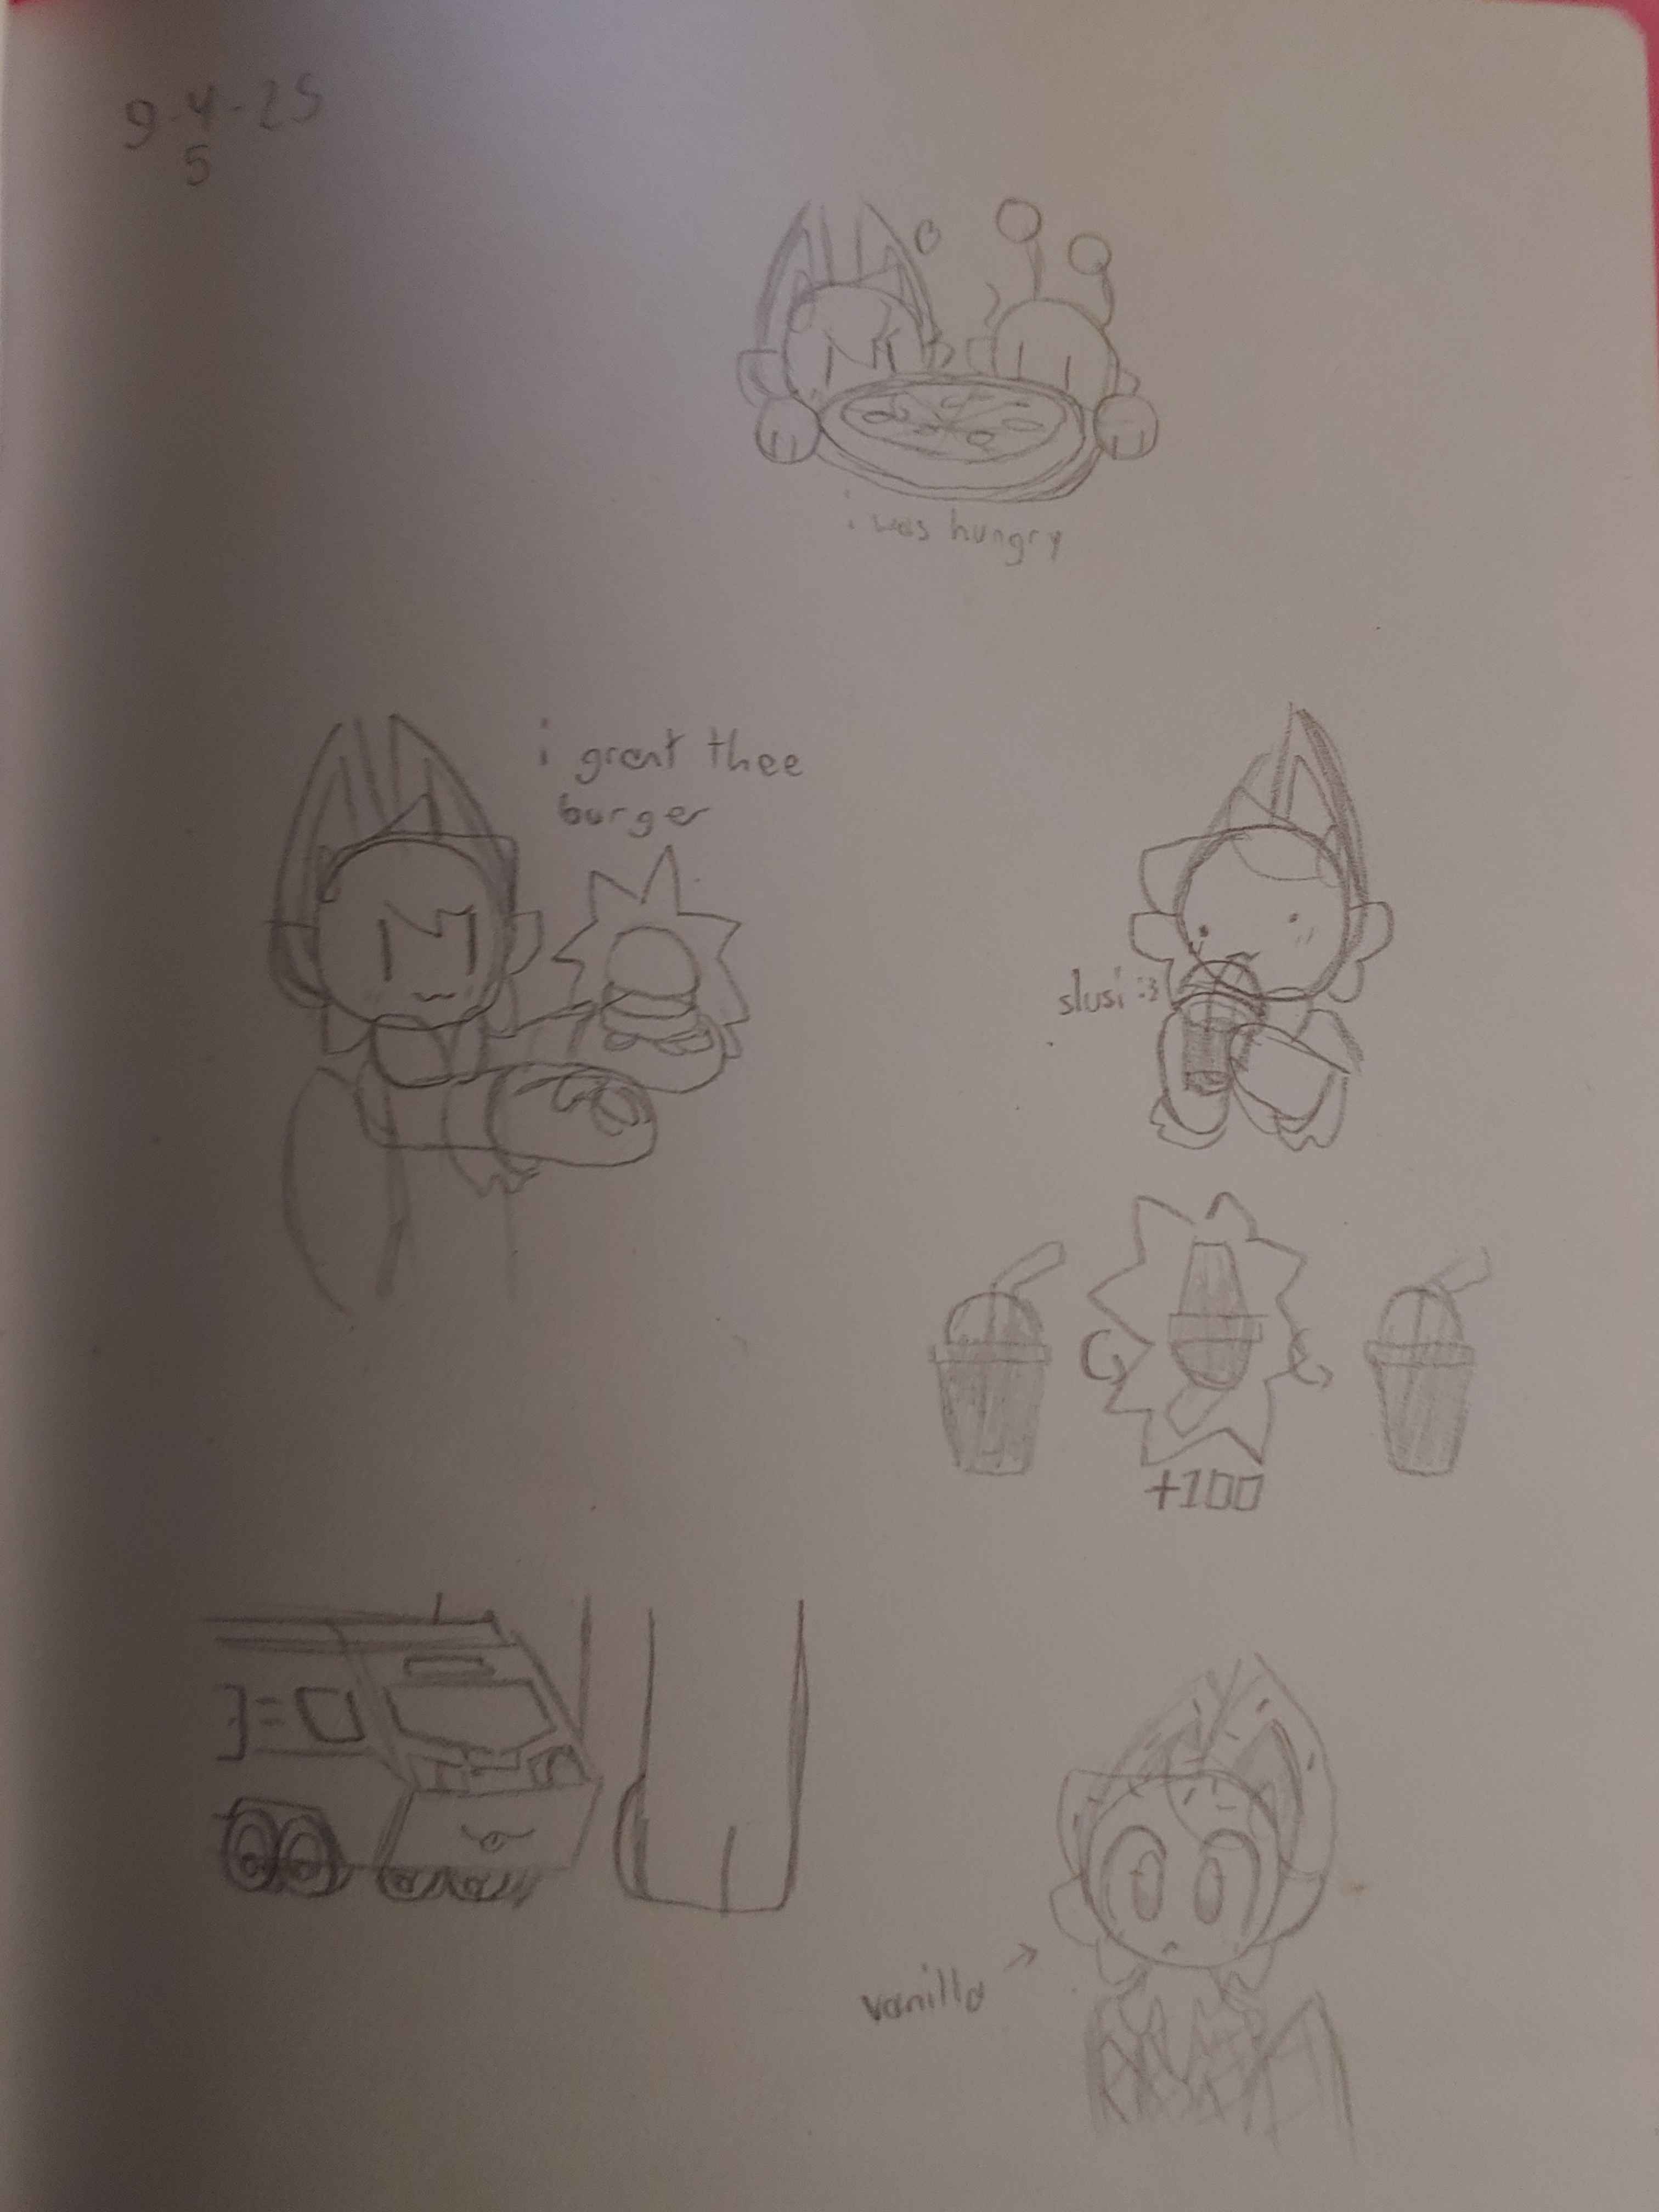 9-4-25
5
i was hungry
i grant thee
burger
slusi :3
+100
vanilla